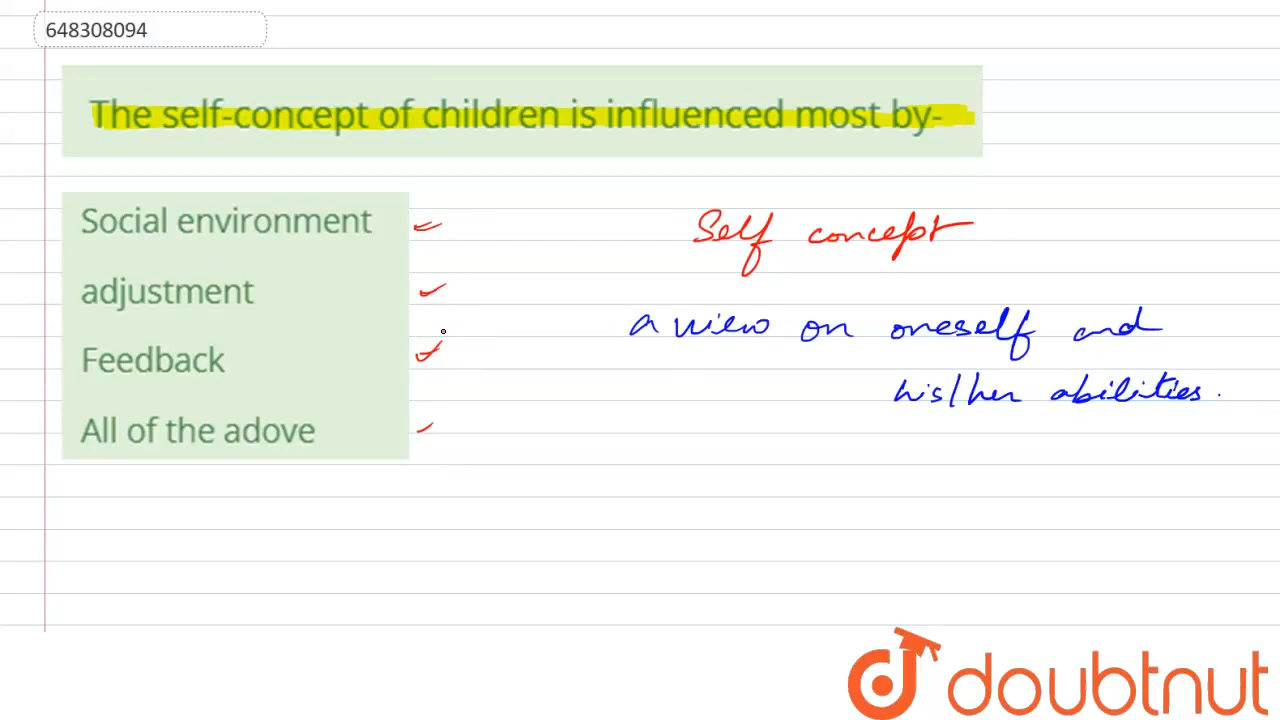 648308094
The self-concept of children is influenced most by-
Social environment
adjustment
Feedback
All of the adove
Self concept
a view on oneself and
his/her abilities.
doubtnut